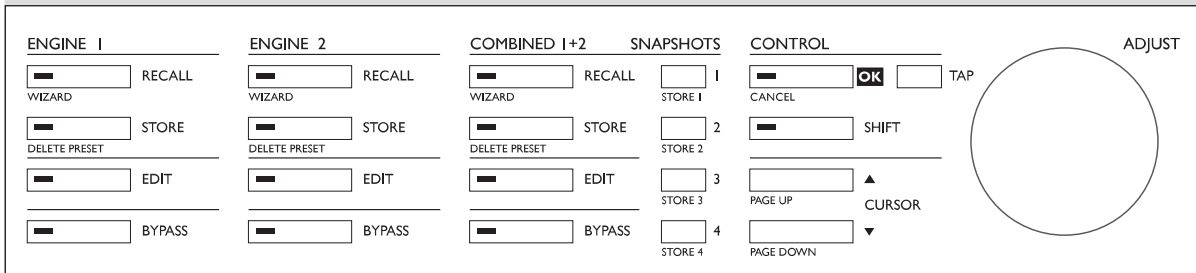 ENGINE 1 ENGINE 2 COMBINED 1+2 SNAPSHOTS CONTROL ADJUST
RECALL RECALL RECALL 1 OK TAP
WIZARD WIZARD WIZARD STORE 1 CANCEL
STORE STORE STORE 2 SHIFT
DELETE PRESET DELETE PRESET DELETE PRESET STORE 2
EDIT EDIT EDIT 3 ▲
STORE 3 PAGE UP CURSOR
BYPASS BYPASS BYPASS 4 ▼
STORE 4 PAGE DOWN